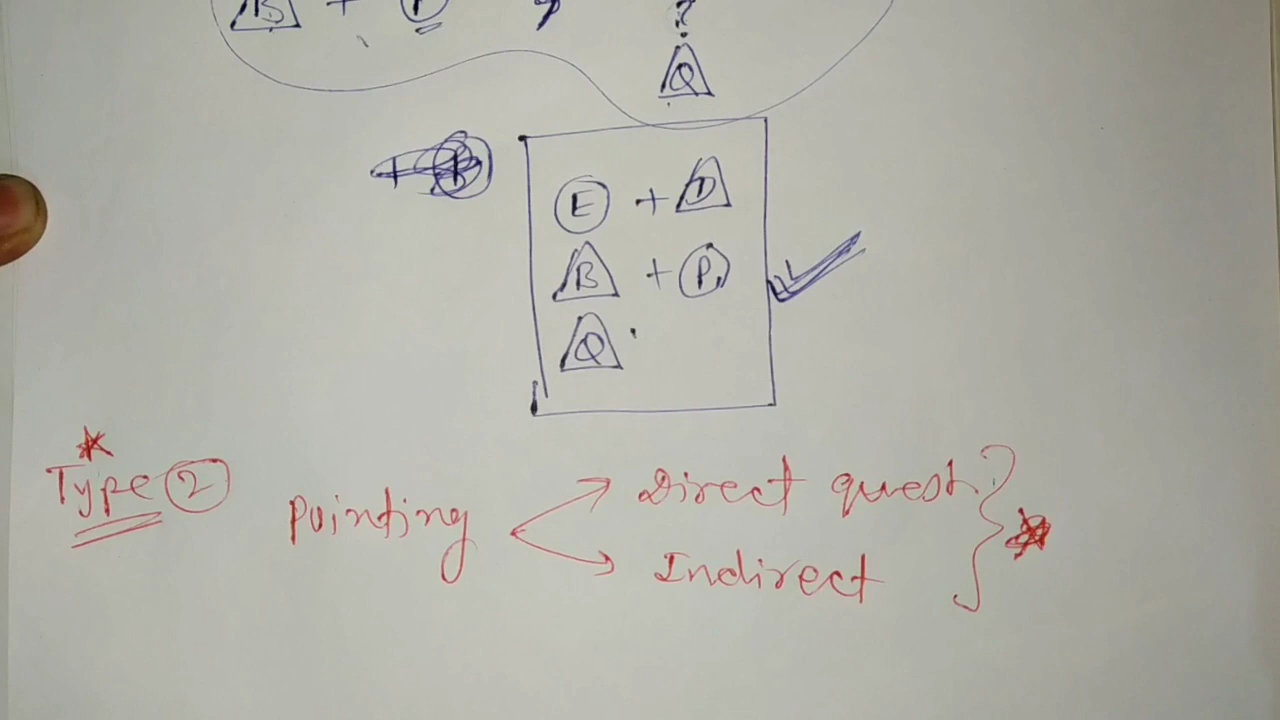 B + P ?
Q
E + D
B + P
Q
Type 2
Pointing
Direct quest?
Indirect